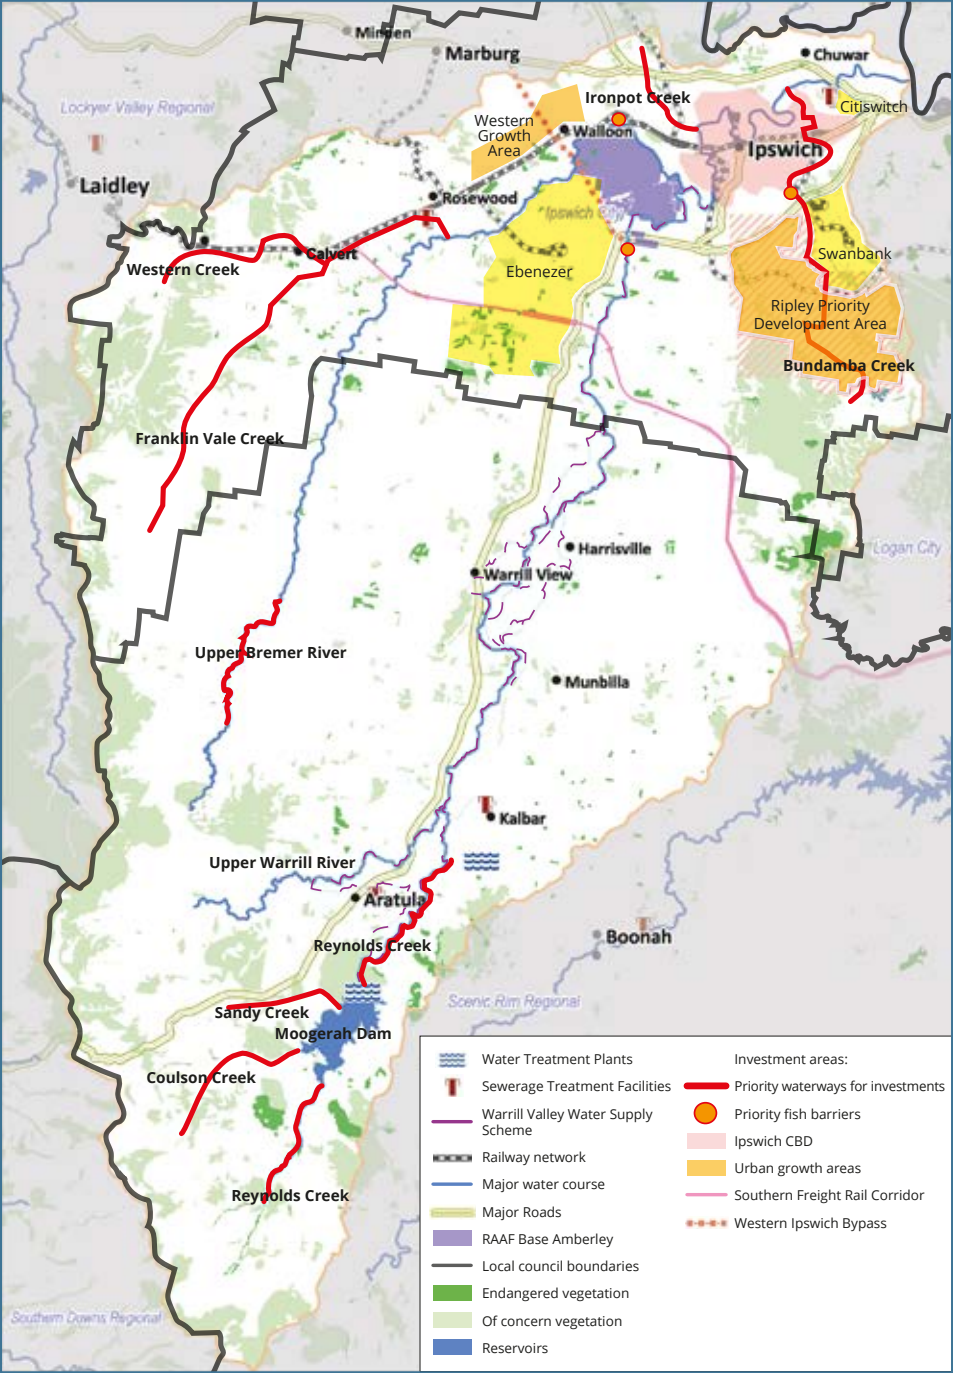 Minden
Marburg
Chuwar
Lockyer Valley Regional
Ironpot Creek
Citiswitch
Western
Growth
Area
Walloon
Ipswich
Laidley
Rosewood
Ipswich City
Calvert
Western Creek
Ebenezer
Swanbank
Ripley Priority
Development Area
Bundamba Creek
Franklin Vale Creek
Harrisville
Logan City
Warrill View
Upper Bremer River
Munbilla
Kalbar
Upper Warrill River
Aratula
Reynolds Creek
Boonah
Scenic Rim Regional
Sandy Creek
Moogerah Dam
Coulson Creek
Reynolds Creek
Southern Downs Regional
Water Treatment Plants
Sewerage Treatment Facilities
Warrill Valley Water Supply
Scheme
Railway network
Major water course
Major Roads
RAAF Base Amberley
Local council boundaries
Endangered vegetation
Of concern vegetation
Reservoirs
Investment areas:
Priority waterways for investments
Priority fish barriers
Ipswich CBD
Urban growth areas
Southern Freight Rail Corridor
Western Ipswich Bypass